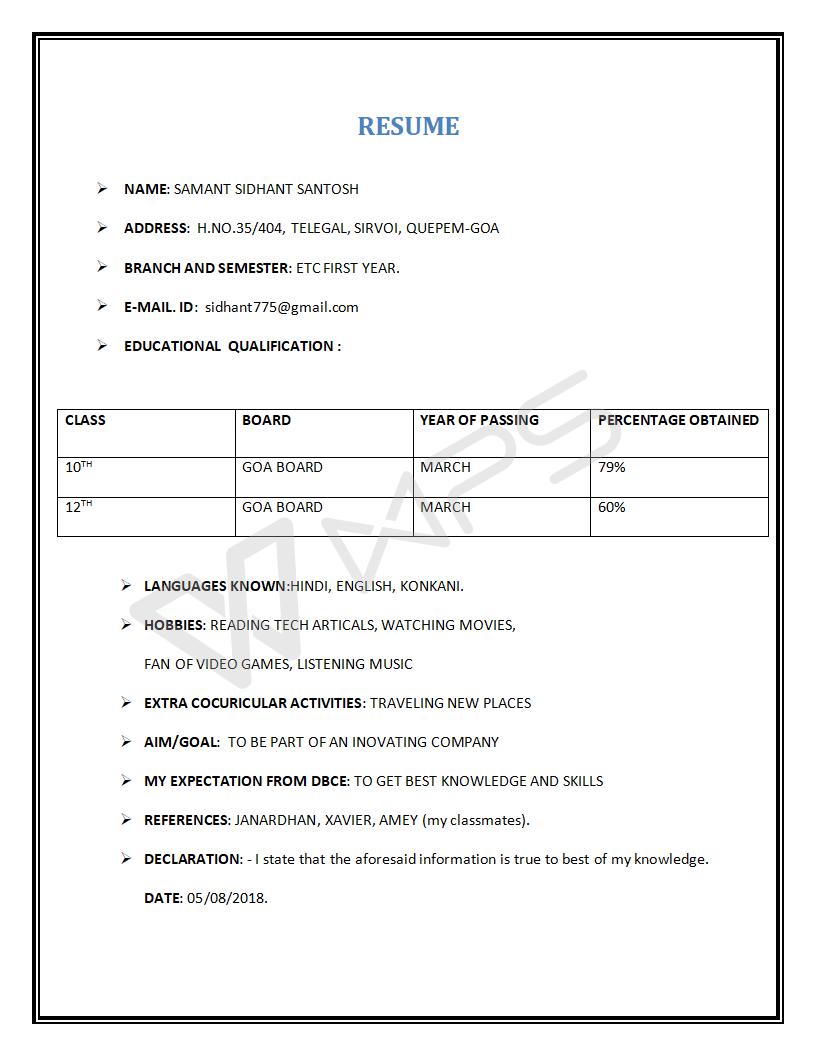 RESUME
NAME: SAMANT SIDHANT SANTOSH
ADDRESS: H.NO.35/404, TELEGAL, SIRVOI, QUEPEM-GOA
BRANCH AND SEMESTER: ETC FIRST YEAR.
E-MAIL. ID: sidhant775@gmail.com
EDUCATIONAL QUALIFICATION :
CLASS BOARD YEAR OF PASSING PERCENTAGE OBTAINED
10TH GOA BOARD MARCH 79%
12TH GOA BOARD MARCH 60%
WPS
LANGUAGES KNOWN:HINDI, ENGLISH, KONKANI.
HOBBIES: READING TECH ARTICALS, WATCHING MOVIES,
FAN OF VIDEO GAMES, LISTENING MUSIC
EXTRA COCURICULAR ACTIVITIES: TRAVELING NEW PLACES
AIM/GOAL: TO BE PART OF AN INOVATING COMPANY
MY EXPECTATION FROM DBCE: TO GET BEST KNOWLEDGE AND SKILLS
REFERENCES: JANARDHAN, XAVIER, AMEY (my classmates).
DECLARATION: - I state that the aforesaid information is true to best of my knowledge.
DATE: 05/08/2018.